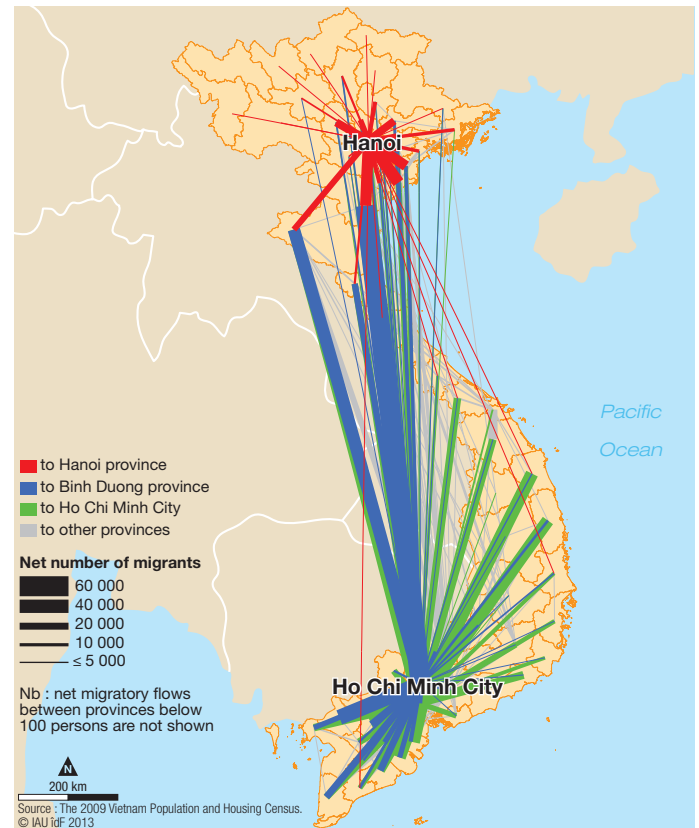 Hanoi
Pacific
Ocean
to Hanoi province
to Binh Duong province
to Ho Chi Minh City
to other provinces
Net number of migrants
60 000
40 000
20 000
10 000
≤ 5 000
Ho Chi Minh City
Nb : net migratory flows
between provinces below
100 persons are not shown
N
200 km
Source : The 2009 Vietnam Population and Housing Census.
© IAU îdF 2013